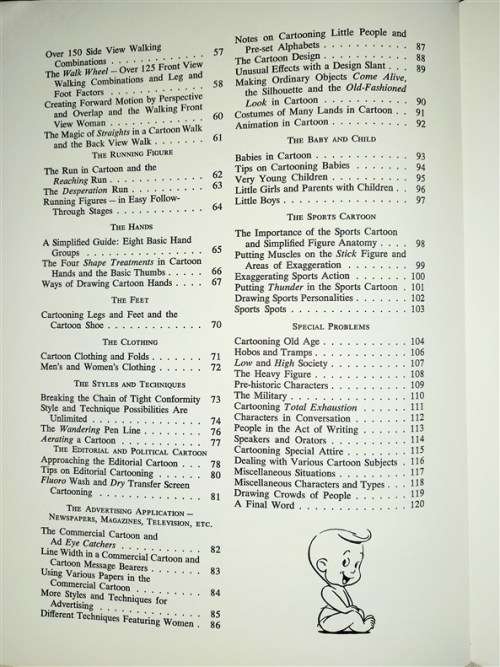 Over 150 Side View Walking
Combinations . . . . . . . . . . . . 57
The Walk Wheel – Over 125 Front View
Walking Combinations and Leg and
Foot Factors . . . . . . . . . . . . 58
Creating Forward Motion by Perspective
and Overlap and the Walking Front
View Woman . . . . . . . . . . . . 60
The Magic of Straights in a Cartoon Walk
and the Back View Walk . . . . . . . 61
THE RUNNING FIGURE
The Run in Cartoon and the
Reaching Run . . . . . . . . . . . . 62
The Desperation Run . . . . . . . . . 63
Running Figures – in Easy Follow-
Through Stages . . . . . . . . . . . 64
THE HANDS
A Simplified Guide: Eight Basic Hand
Groups . . . . . . . . . . . . . . 65
The Four Shape Treatments in Cartoon
Hands and the Basic Thumbs . . . . . 66
Ways of Drawing Cartoon Hands . . . . 67
THE FEET
Cartooning Legs and Feet and the
Cartoon Shoe . . . . . . . . . . . . 70
THE CLOTHING
Cartoon Clothing and Folds . . . . . . . 71
Men's and Women's Clothing . . . . . . 72
THE STYLES AND TECHNIQUES
Breaking the Chain of Tight Conformity 73
Style and Technique Possibilities Are
Unlimited . . . . . . . . . . . . . 74
The Wandering Pen Line . . . . . . . . 76
Aerating a Cartoon . . . . . . . . . . 77
THE EDITORIAL AND POLITICAL CARTOON
Approaching the Editorial Cartoon . . . 78
Tips on Editorial Cartooning . . . . . . 80
Fluoro Wash and Dry Transfer Screen
Cartooning . . . . . . . . . . . . . 81
THE ADVERTISING APPLICATION –
NEWSPAPERS, MAGAZINES, TELEVISION, ETC.
The Commercial Cartoon and
Ad Eye Catchers . . . . . . . . . . . 82
Line Width in a Commercial Cartoon and
Cartoon Message Bearers . . . . . . . 83
Using Various Papers in the
Commercial Cartoon . . . . . . . . . 84
More Styles and Techniques for
Advertising . . . . . . . . . . . . . 85
Different Techniques Featuring Women . 86
Notes on Cartooning Little People and
Pre-set Alphabets . . . . . . . . . . 87
The Cartoon Design . . . . . . . . . . 88
Unusual Effects with a Design Slant . . . 89
Making Ordinary Objects Come Alive,
the Silhouette and the Old-Fashioned
Look in Cartoon . . . . . . . . . . . 90
Costumes of Many Lands in Cartoon . . 91
Animation in Cartoon . . . . . . . . . 92
THE BABY AND CHILD
Babies in Cartoon . . . . . . . . . . . 93
Tips on Cartooning Babies . . . . . . . 94
Very Young Children . . . . . . . . . 95
Little Girls and Parents with Children . . 96
Little Boys . . . . . . . . . . . . . . 97
THE SPORTS CARTOON
The Importance of the Sports Cartoon
and Simplified Figure Anatomy . . . . 98
Putting Muscles on the Stick Figure and
Areas of Exaggeration . . . . . . . . 99
Exaggerating Sports Action . . . . . . . 100
Putting Thunder in the Sports Cartoon . 101
Drawing Sports Personalities . . . . . . 102
Sports Spots . . . . . . . . . . . . . 103
SPECIAL PROBLEMS
Cartooning Old Age . . . . . . . . . . 104
Hobos and Tramps . . . . . . . . . . . 106
Low and High Society . . . . . . . . . 107
The Heavy Figure . . . . . . . . . . . 108
Pre-historic Characters . . . . . . . . . 109
The Military . . . . . . . . . . . . . 110
Cartooning Total Exhaustion . . . . . . 111
Characters in Conversation . . . . . . . 112
People in the Act of Writing . . . . . . 113
Speakers and Orators . . . . . . . . . . 114
Cartooning Special Attire . . . . . . . . 115
Dealing with Various Cartoon Subjects . 116
Miscellaneous Situations . . . . . . . . 117
Miscellaneous Characters and Types . . . 118
Drawing Crowds of People . . . . . . . 119
A Final Word . . . . . . . . . . . . . 120